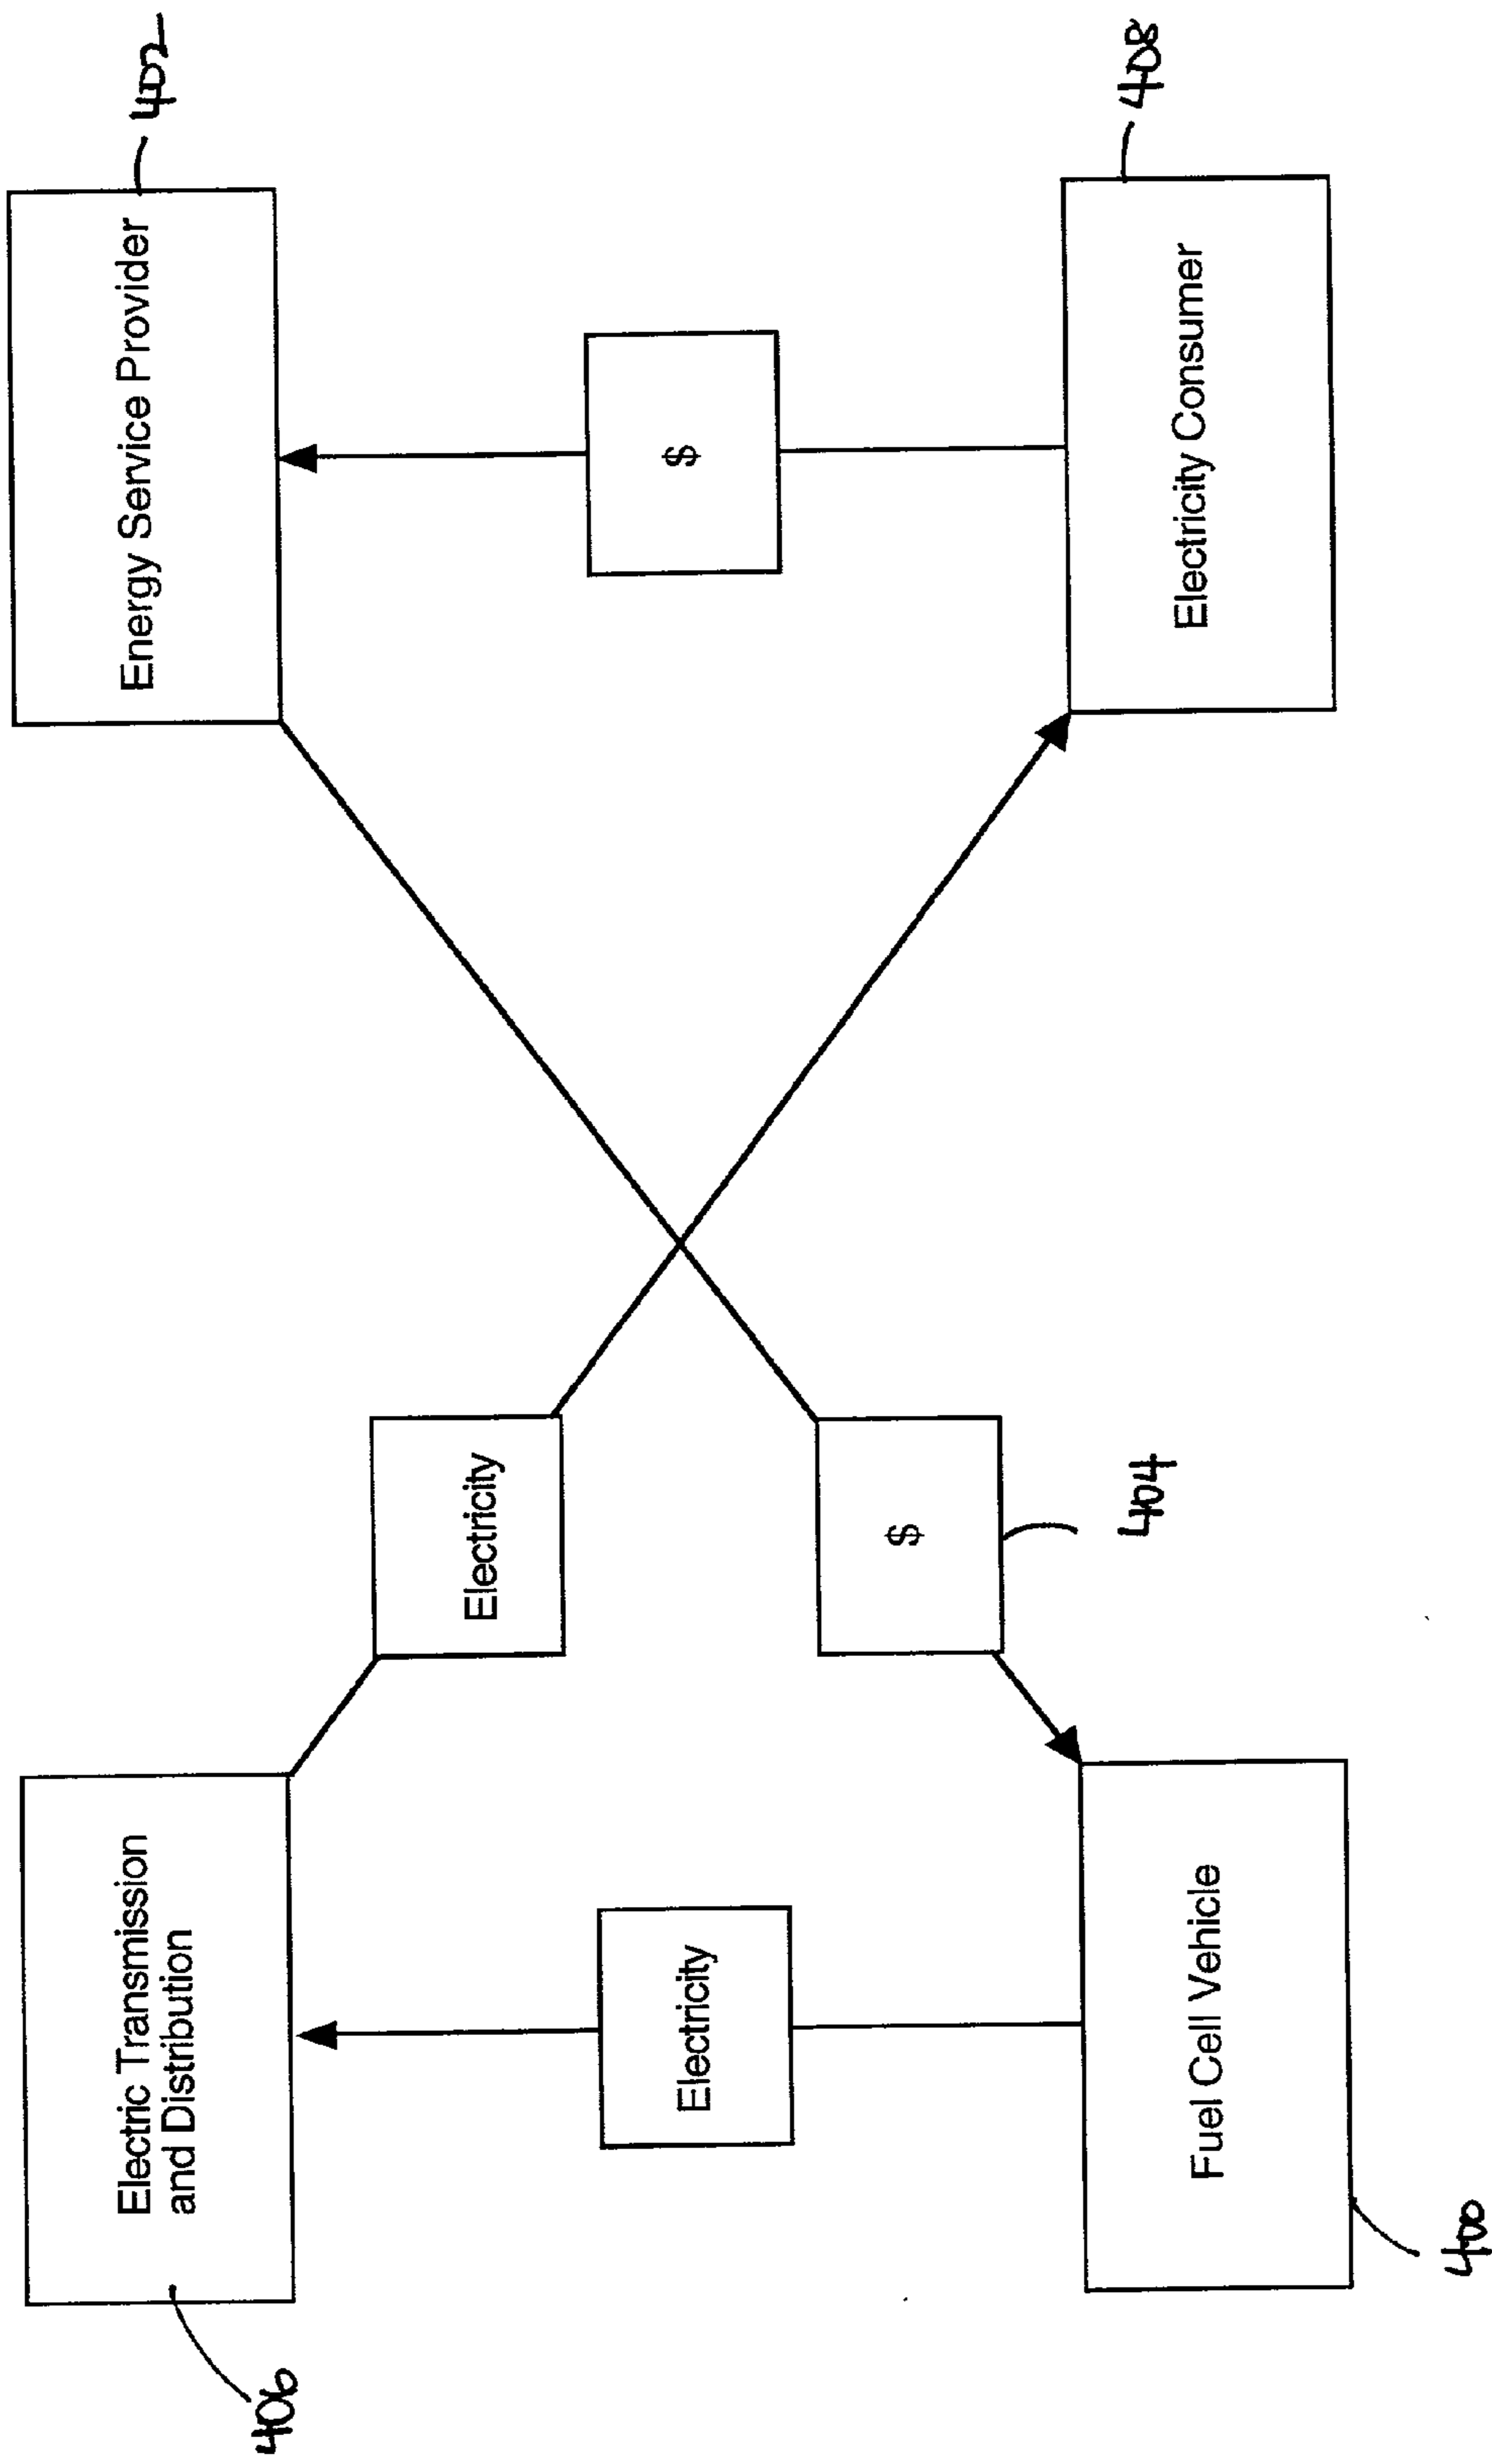 406
Electric Transmission
and Distribution
Energy Service Provider
402
Electricity
Electricity
$
$
404
Fuel Cell Vehicle
400
Electricity Consumer
408